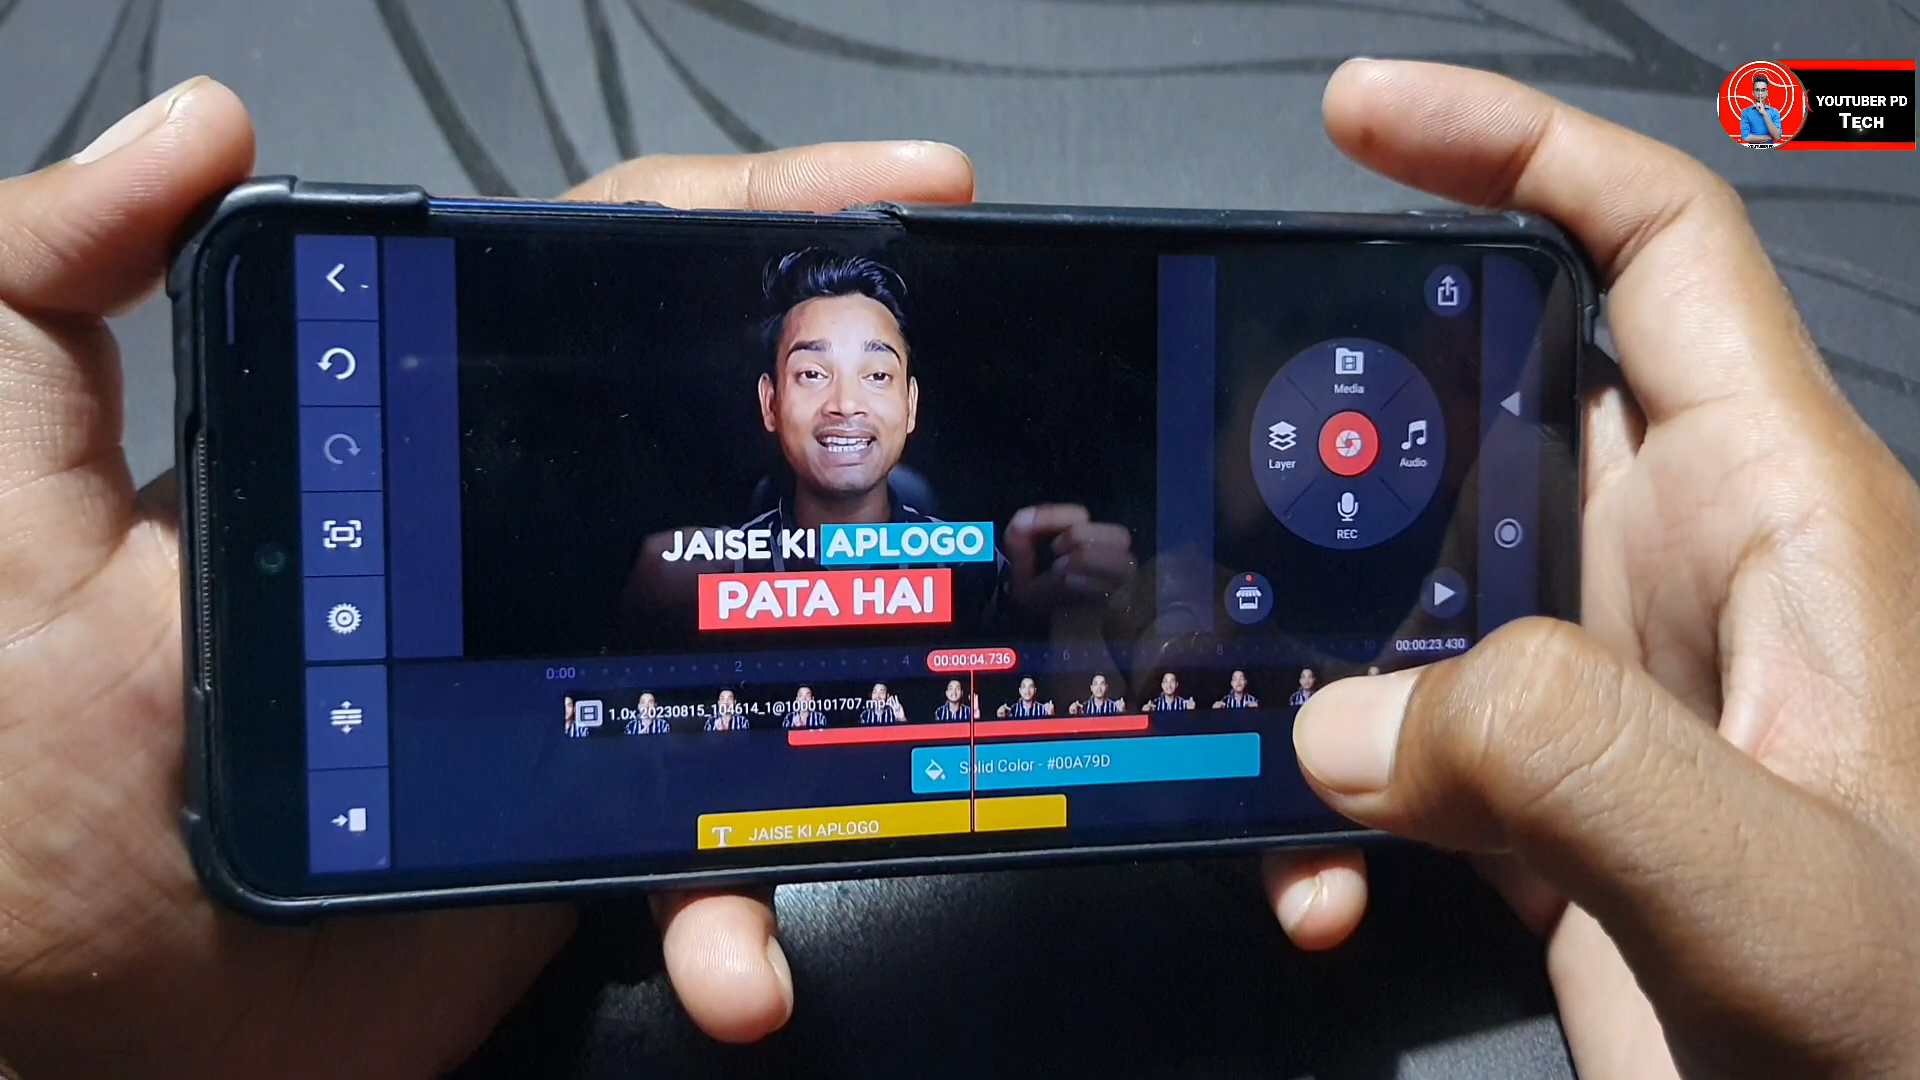 YOUTUBER PD
TECH
Media
Layer
Audio
REC
JAISE KI APLOGO
PATA HAI
00:00:23.430
0:00
2
4
00:00:04.736
6
8
10
1.0x 20230815_104614_1@1000101707.mp4
Solid Color - #00A79D
JAISE KI APLOGO